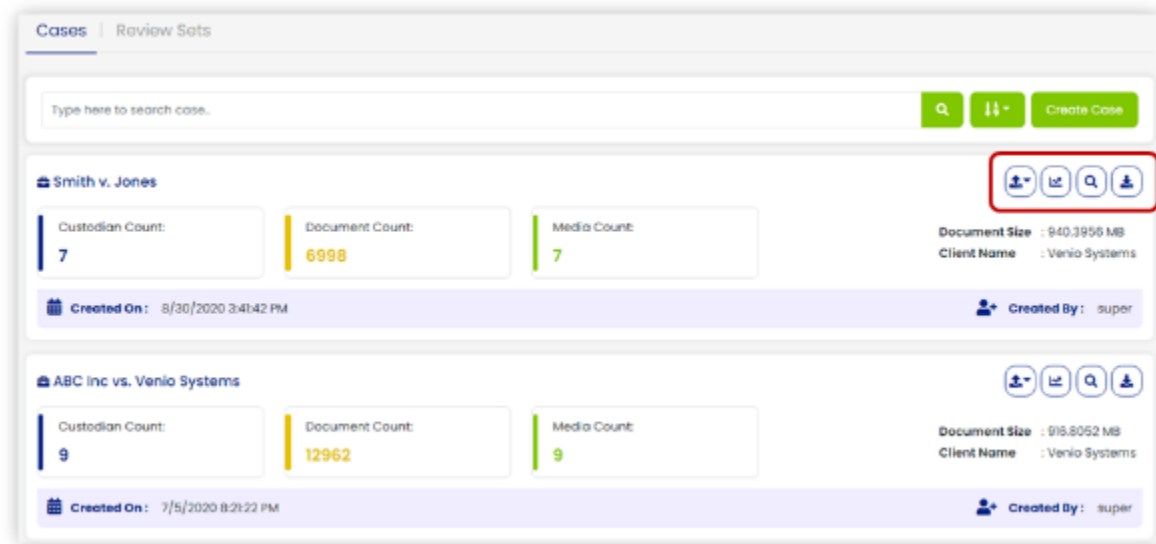 Cases | Review Sets
Type here to search case..
Create Case
Smith v. Jones
Custodian Count:
7
Document Count:
6998
Media Count:
7
Document Size : 940.3956 MB
Client Name : Venio Systems
Created On : 8/30/2020 3:41:42 PM
Created By : super
ABC Inc vs. Venio Systems
Custodian Count:
9
Document Count:
12962
Media Count:
9
Document Size : 916.8052 MB
Client Name : Venio Systems
Created On : 7/5/2020 8:21:22 PM
Created By : super